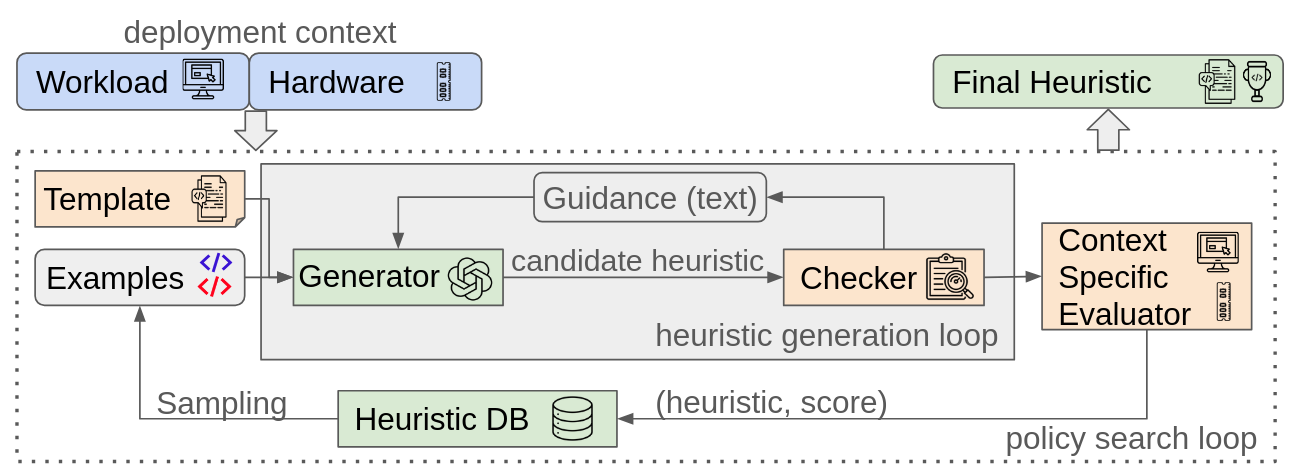 deployment context
Workload
Hardware
Final Heuristic
Template
Guidance (text)
Examples
Generator
candidate heuristic
Checker
Context
Specific
Evaluator
heuristic generation loop
Sampling
Heuristic DB
(heuristic, score)
policy search loop